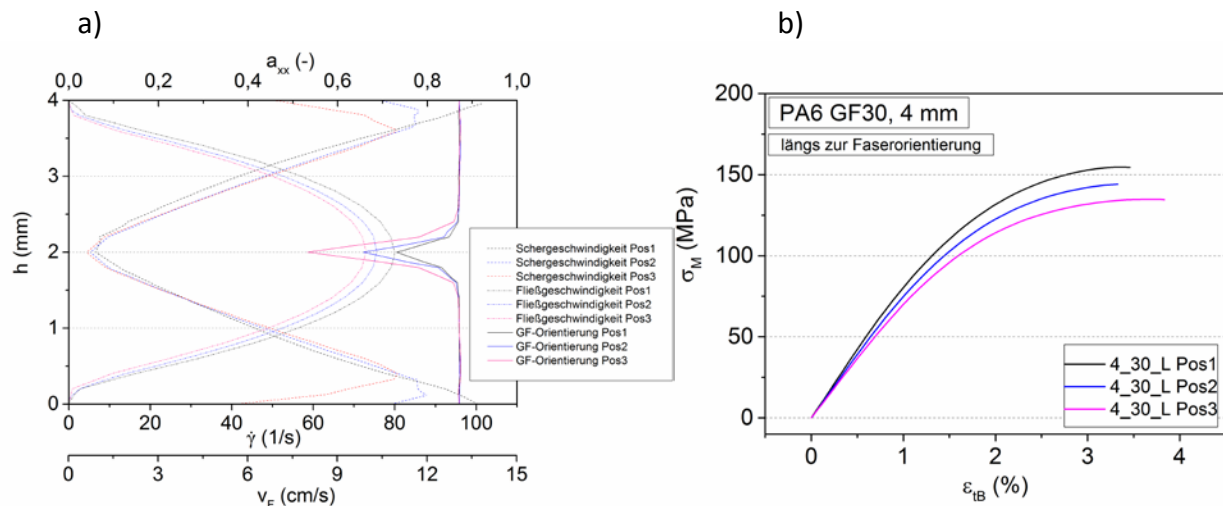 a)
b)
a_xx (-)
0,0 0,2 0,4 0,6 0,8 1,0
4
3
2
1
0
h (mm)
Schergeschwindigkeit Pos1
Schergeschwindigkeit Pos2
Schergeschwindigkeit Pos3
Fließgeschwindigkeit Pos1
Fließgeschwindigkeit Pos2
Fließgeschwindigkeit Pos3
GF-Orientierung Pos1
GF-Orientierung Pos2
GF-Orientierung Pos3
0 20 40 60 80 100
γ̇ (1/s)
0 3 6 9 12 15
v_F (cm/s)
200
150
100
50
0
σ_M (MPa)
PA6 GF30, 4 mm
längs zur Faserorientierung
4_30_L Pos1
4_30_L Pos2
4_30_L Pos3
0 1 2 3 4
ε_tB (%)